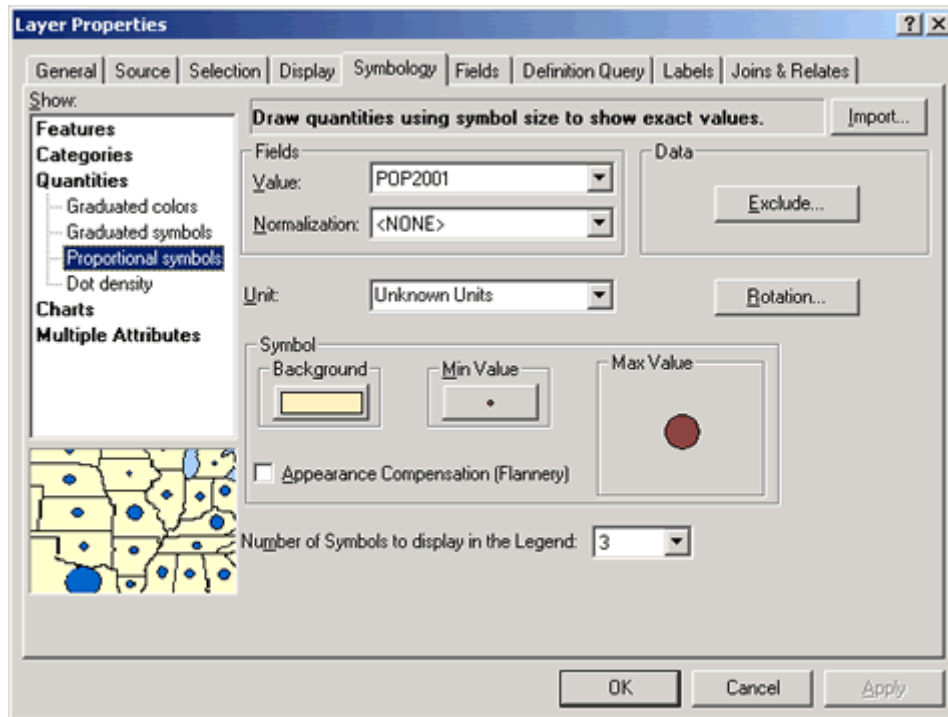 Layer Properties
General Source Selection Display Symbology Fields Definition Query Labels Joins & Relates
Show:
Features
Categories
Quantities
Graduated colors
Graduated symbols
Proportional symbols
Dot density
Charts
Multiple Attributes
Draw quantities using symbol size to show exact values.
Import...
Fields
Value: POP2001
Normalization: <NONE>
Data
Exclude...
Unit: Unknown Units
Rotation...
Symbol
Background
Min Value
Max Value
Appearance Compensation (Flannery)
Number of Symbols to display in the Legend: 3
OK Cancel Apply